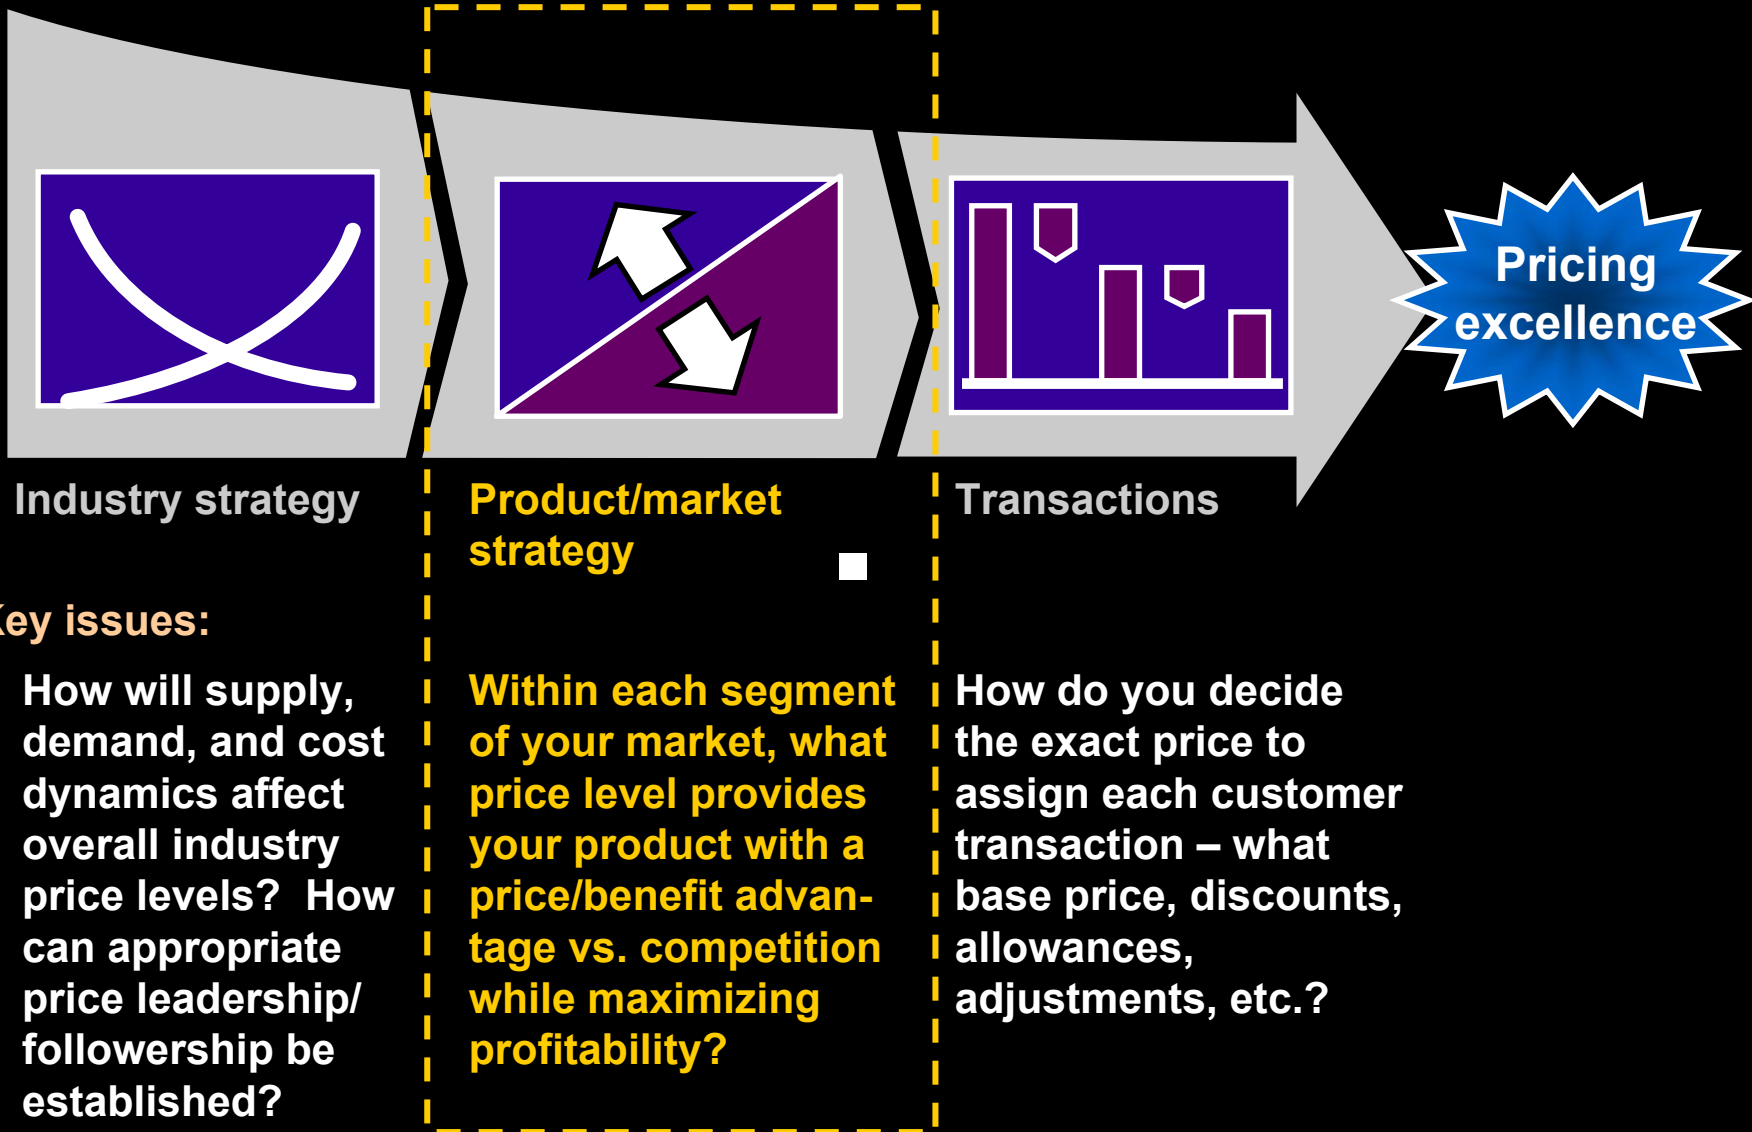 Pricing
excellence
Industry strategy
Product/market
strategy
Transactions
Key issues:
How will supply,
demand, and cost
dynamics affect
overall industry
price levels?  How
can appropriate
price leadership/
followership be
established?
Within each segment
of your market, what
price level provides
your product with a
price/benefit advan-
tage vs. competition
while maximizing
profitability?
How do you decide
the exact price to
assign each customer
transaction – what
base price, discounts,
allowances,
adjustments, etc.?